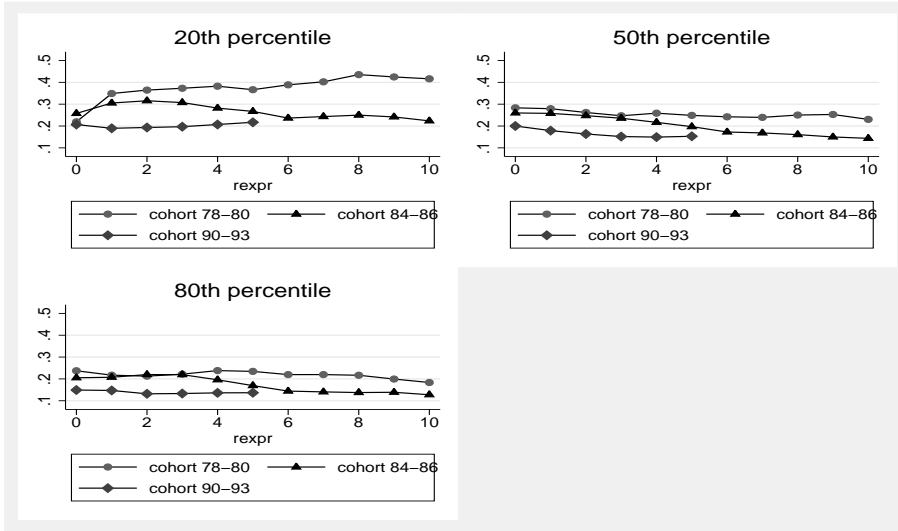 20th percentile
.5
.4
.3
.2
.1
0 2 4 6 8 10
rexpr
cohort 78–80 cohort 84–86
cohort 90–93
50th percentile
.5
.4
.3
.2
.1
0 2 4 6 8 10
rexpr
cohort 78–80 cohort 84–86
cohort 90–93
80th percentile
.5
.4
.3
.2
.1
0 2 4 6 8 10
rexpr
cohort 78–80 cohort 84–86
cohort 90–93